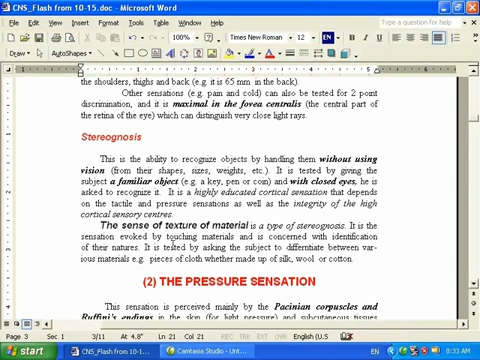 CNS_Flash from 10-15.doc - Microsoft Word
File Edit View Insert Format Tools Table Window Help
Type a question for help
100%
Times New Roman
12
B
Draw AutoShapes
the shoulders, thighs and back (e.g. it is 65 mm in the back).
Other sensations (e.g. pain and cold) can also be tested for 2 point
discrimination, and it is maximal in the fovea centralis (the central part
of the retina of the eye) which can distinguish very close light rays.
Stereognosis
This is the ability to recognize objects by handling them without using
vision (from their shapes, sizes, weights, etc.). It is tested by giving the
subject a familiar object (e.g. a key, pen or coin) and with closed eyes, he is
asked to recognize it. It is a highly educated cortical sensation that depends
on the tactile and pressure sensations as well as the integrity of the high
cortical sensory centres.
The sense of texture of material is a type of stereognosis. It is the
sensation evoked by touching materials and is concerned with identification
of their natures. It is tested by asking the subject to differntiate between var-
ious materials e.g. pieces of cloth whether made up of silk, wool or cotton.
(2) THE PRESSURE SENSATION
This sensation is perceived mainly by the Pacinian corpuscles and
Ruffini's endings in the skin (for light pressure) and subcutaneous tissues
Page 3 Sec 1 3/11 At 4.8" Ln 21 Col 21 REC TRK EXT OVR English (U.S
start
CNS_Flash from 10-1...
Camtasia Studio - Unt...
EN
8:33 AM